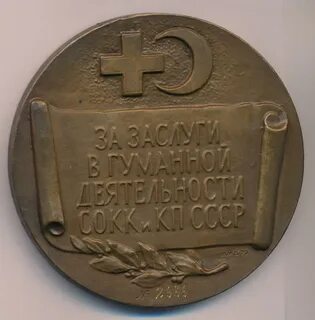 ЗА ЗАСЛУГИ
В ГУМАННОЙ
ДЕЯТЕЛЬНОСТИ
СОКК и КП СССР